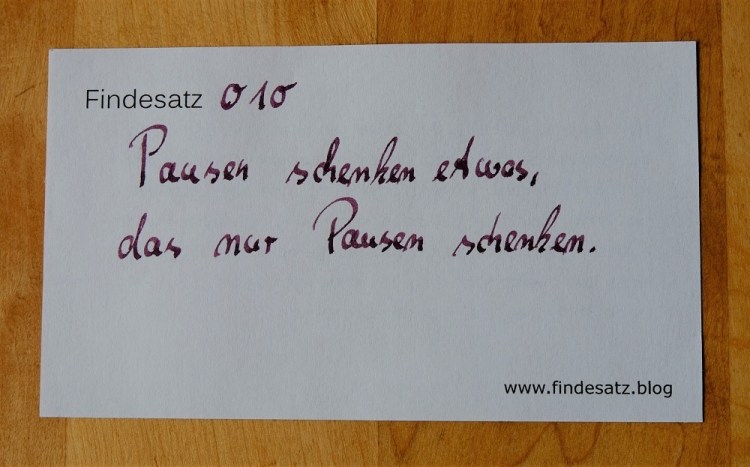 Findesatz 010
Pausen schenken etwas,
das nur Pausen schenken.
www.findesatz.blog